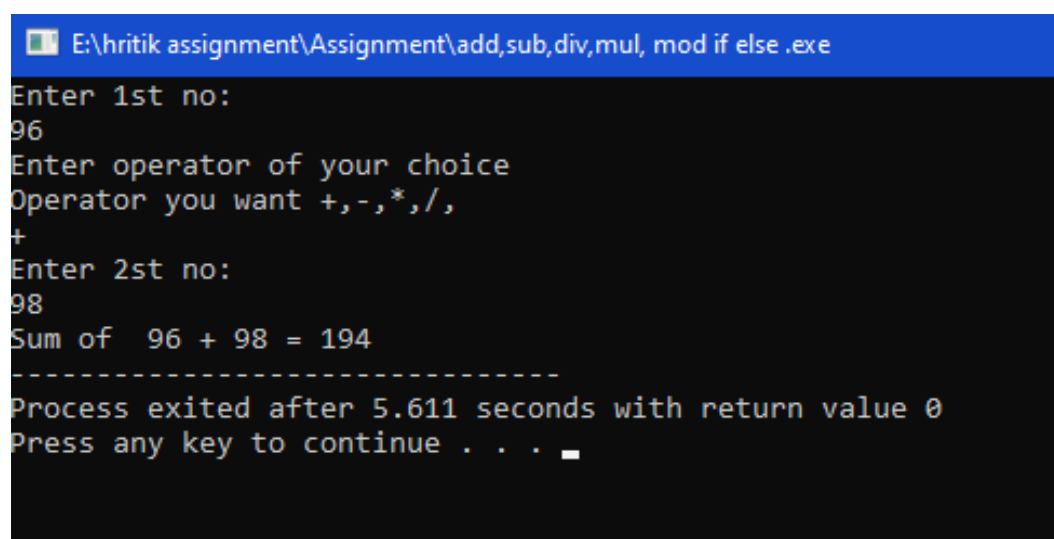 E:\hritik assignment\Assignment\add,sub,div,mul, mod if else .exe
Enter 1st no:
96
Enter operator of your choice
Operator you want +,-,*,/,
+
Enter 2st no:
98
Sum of  96 + 98 = 194
--------------------------------
Process exited after 5.611 seconds with return value 0
Press any key to continue . . .